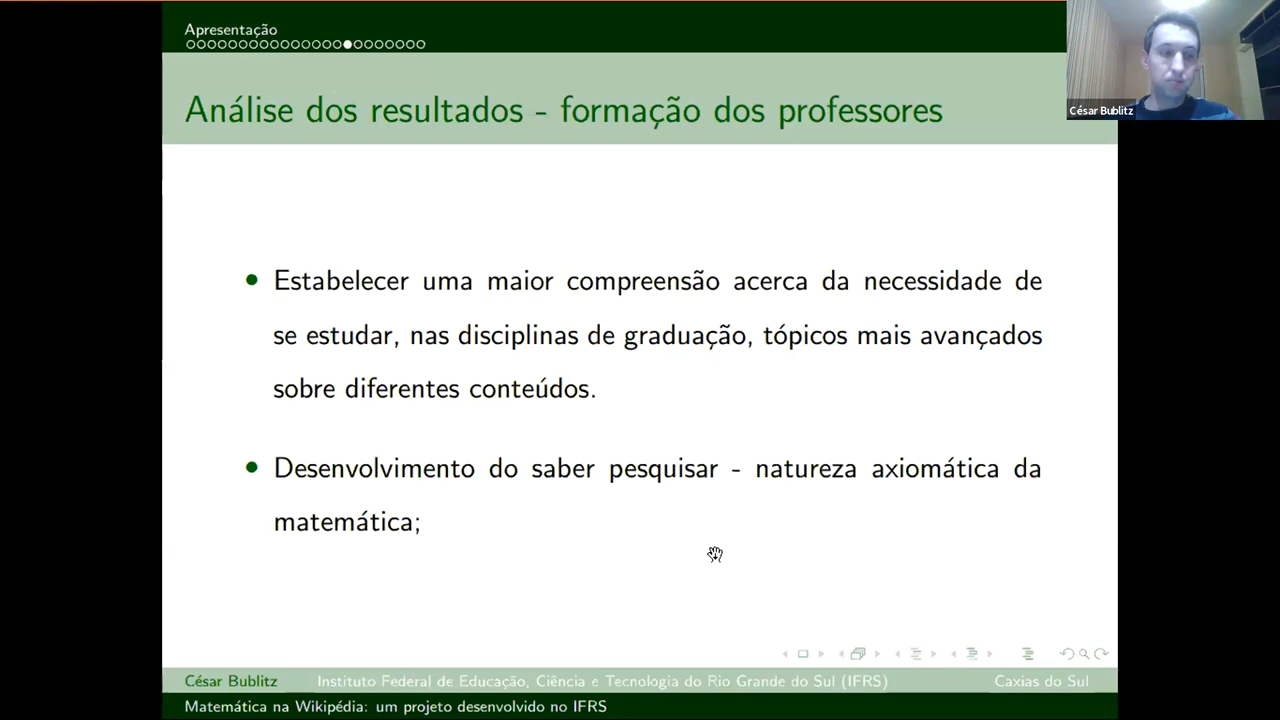 Apresentação
César Bublitz
Análise dos resultados - formação dos professores
• Estabelecer uma maior compreensão acerca da necessidade de
se estudar, nas disciplinas de graduação, tópicos mais avançados
sobre diferentes conteúdos.
• Desenvolvimento do saber pesquisar - natureza axiomática da
matemática;
César Bublitz Instituto Federal de Educação, Ciência e Tecnologia do Rio Grande do Sul (IFRS) Caxias do Sul
Matemática na Wikipédia: um projeto desenvolvido no IFRS